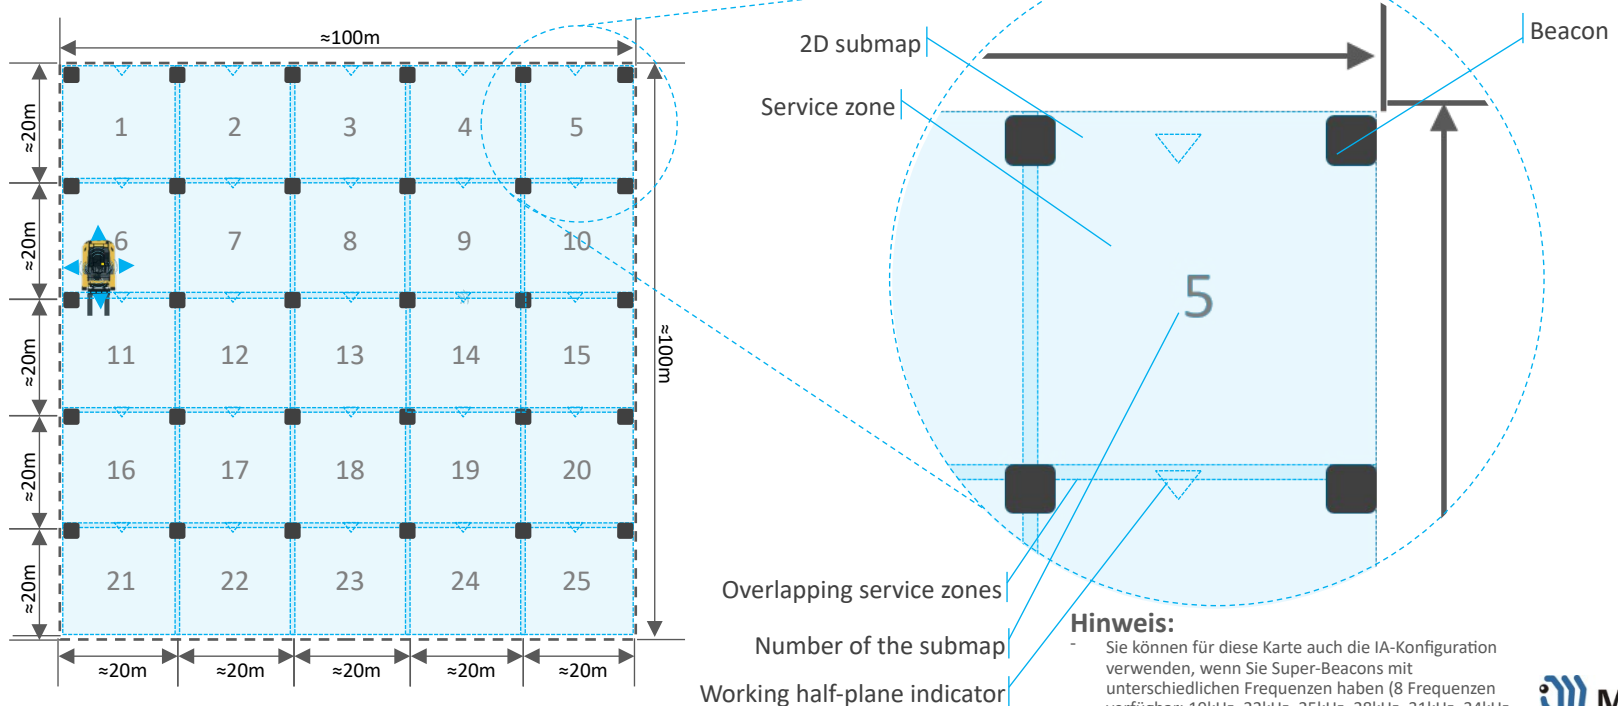 ≈100m
≈20m
≈20m
≈20m
≈20m
≈20m
1 2 3 4 5
6 7 8 9 10
11 12 13 14 15
16 17 18 19 20
21 22 23 24 25
≈100m
≈20m ≈20m ≈20m ≈20m ≈20m
2D submap
Service zone
Beacon
5
Overlapping service zones
Number of the submap
Working half-plane indicator
Hinweis:
- Sie können für diese Karte auch die IA-Konfiguration
verwenden, wenn Sie Super-Beacons mit
unterschiedlichen Frequenzen haben (8 Frequenzen
M